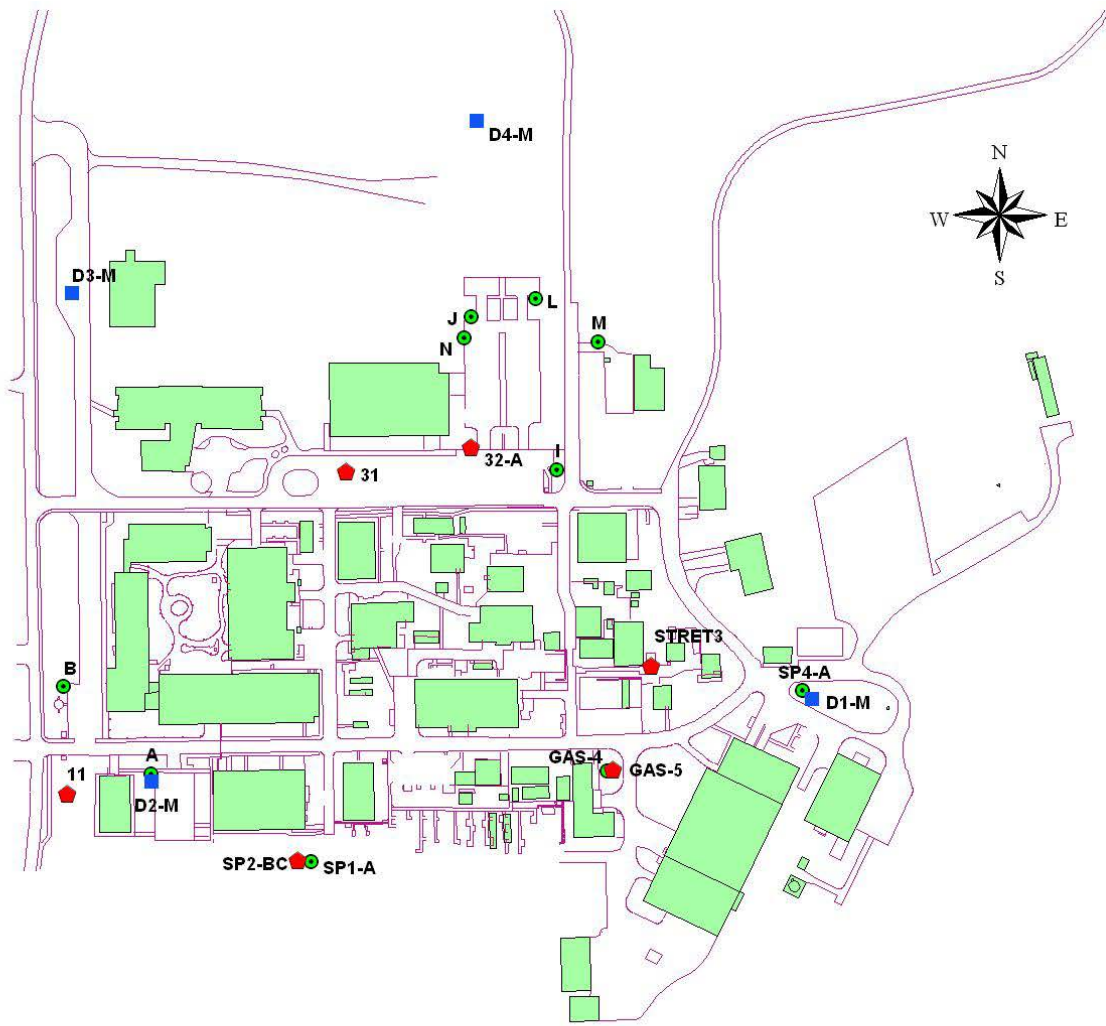 D4-M
N
W
E
S
D3-M
L
J
M
N
32-A
I
31
STRET3
B
SP4-A
D1-M
A
GAS-4
GAS-5
11
D2-M
SP2-BC
SP1-A